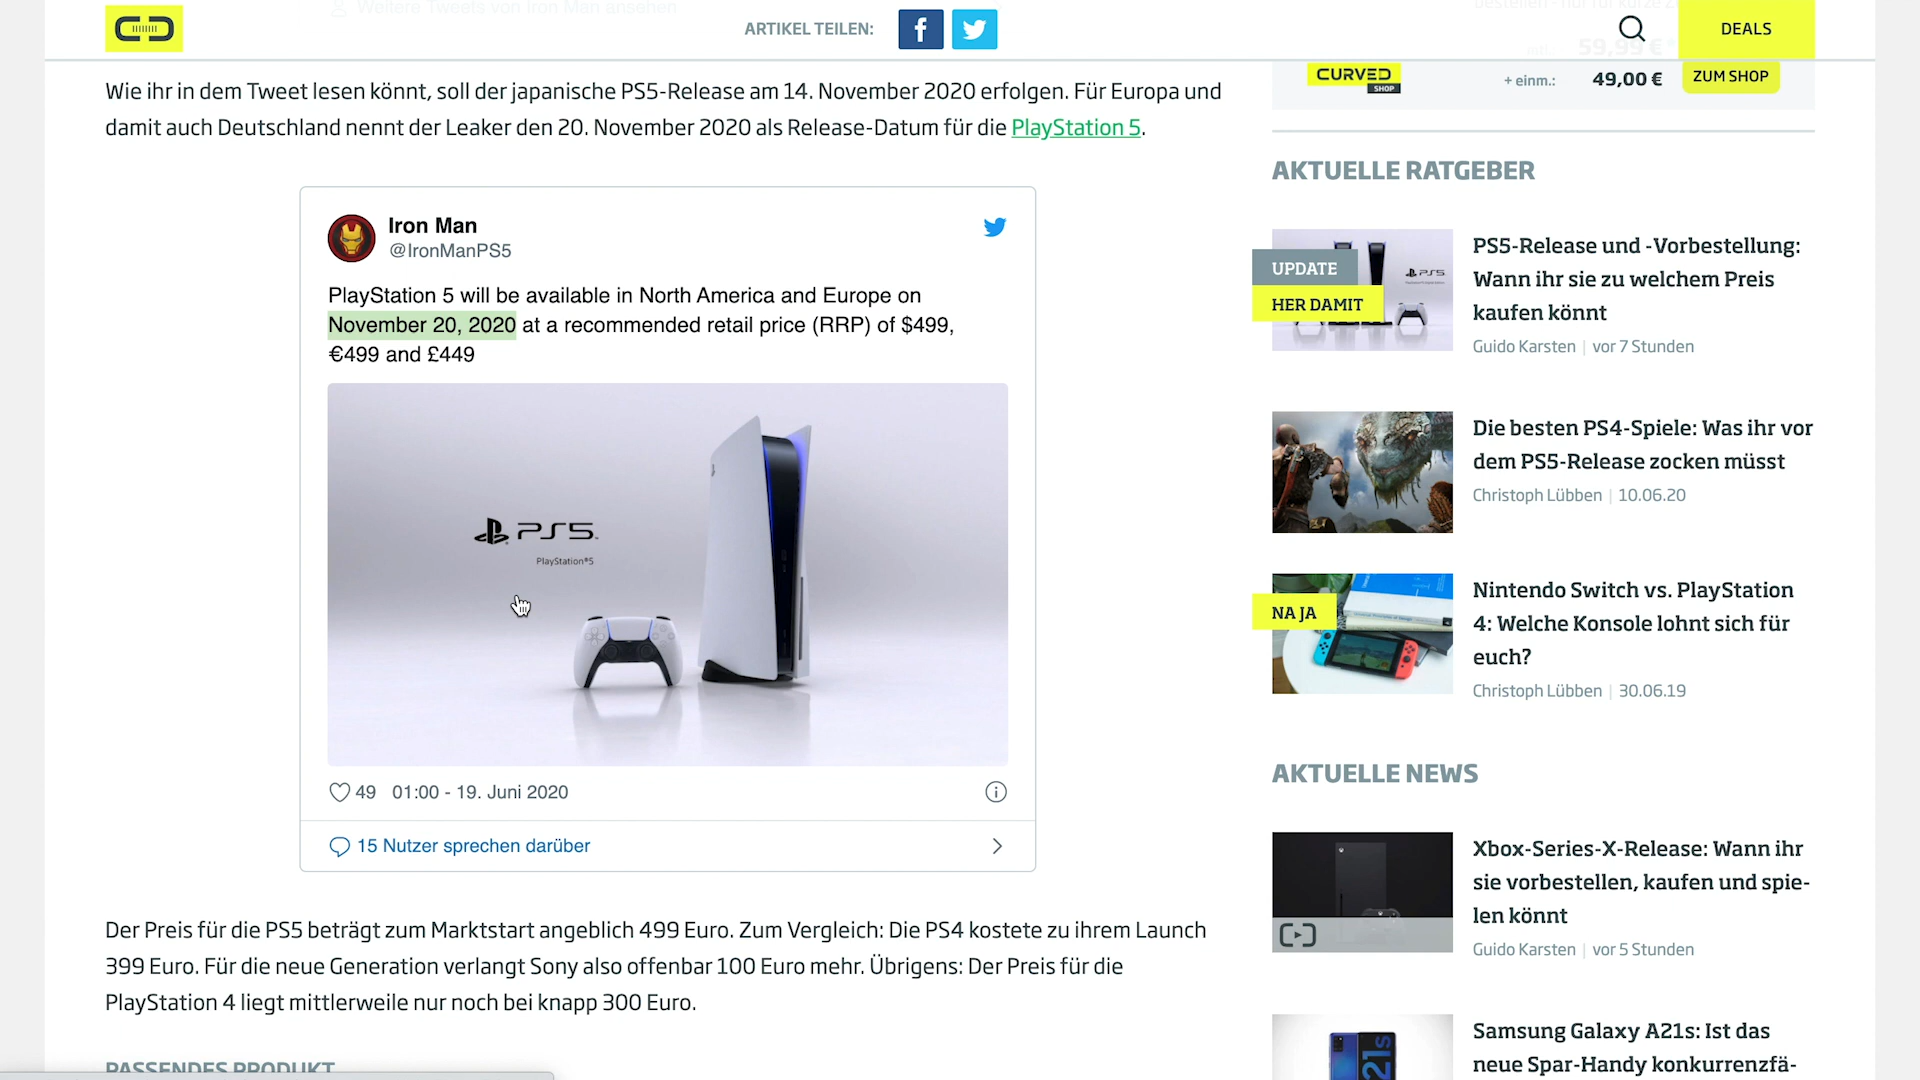 Weitere Tweets von Iron Man ansehen
ARTIKEL TEILEN:
DEALS
59,99 €*
CURVED
SHOP
+ einm.:
49,00 €
ZUM SHOP
Wie ihr in dem Tweet lesen könnt, soll der japanische PS5-Release am 14. November 2020 erfolgen. Für Europa und
damit auch Deutschland nennt der Leaker den 20. November 2020 als Release-Datum für die PlayStation 5.
Iron Man
@IronManPS5
PlayStation 5 will be available in North America and Europe on
November 20, 2020 at a recommended retail price (RRP) of $499,
€499 and £449
PS5
PlayStation®5
49 01:00 - 19. Juni 2020
15 Nutzer sprechen darüber
Der Preis für die PS5 beträgt zum Marktstart angeblich 499 Euro. Zum Vergleich: Die PS4 kostete zu ihrem Launch
399 Euro. Für die neue Generation verlangt Sony also offenbar 100 Euro mehr. Übrigens: Der Preis für die
PlayStation 4 liegt mittlerweile nur noch bei knapp 300 Euro.
PASSENDES PRODUKT
AKTUELLE RATGEBER
UPDATE
HER DAMIT
PS5
PS5-Release und -Vorbestellung:
Wann ihr sie zu welchem Preis
kaufen könnt
Guido Karsten | vor 7 Stunden
Die besten PS4-Spiele: Was ihr vor
dem PS5-Release zocken müsst
Christoph Lübben | 10.06.20
NA JA
Nintendo Switch vs. PlayStation
4: Welche Konsole lohnt sich für
euch?
Christoph Lübben | 30.06.19
AKTUELLE NEWS
Xbox-Series-X-Release: Wann ihr
sie vorbestellen, kaufen und spie-
len könnt
Guido Karsten | vor 5 Stunden
21s
Samsung Galaxy A21s: Ist das
neue Spar-Handy konkurrenzfä-